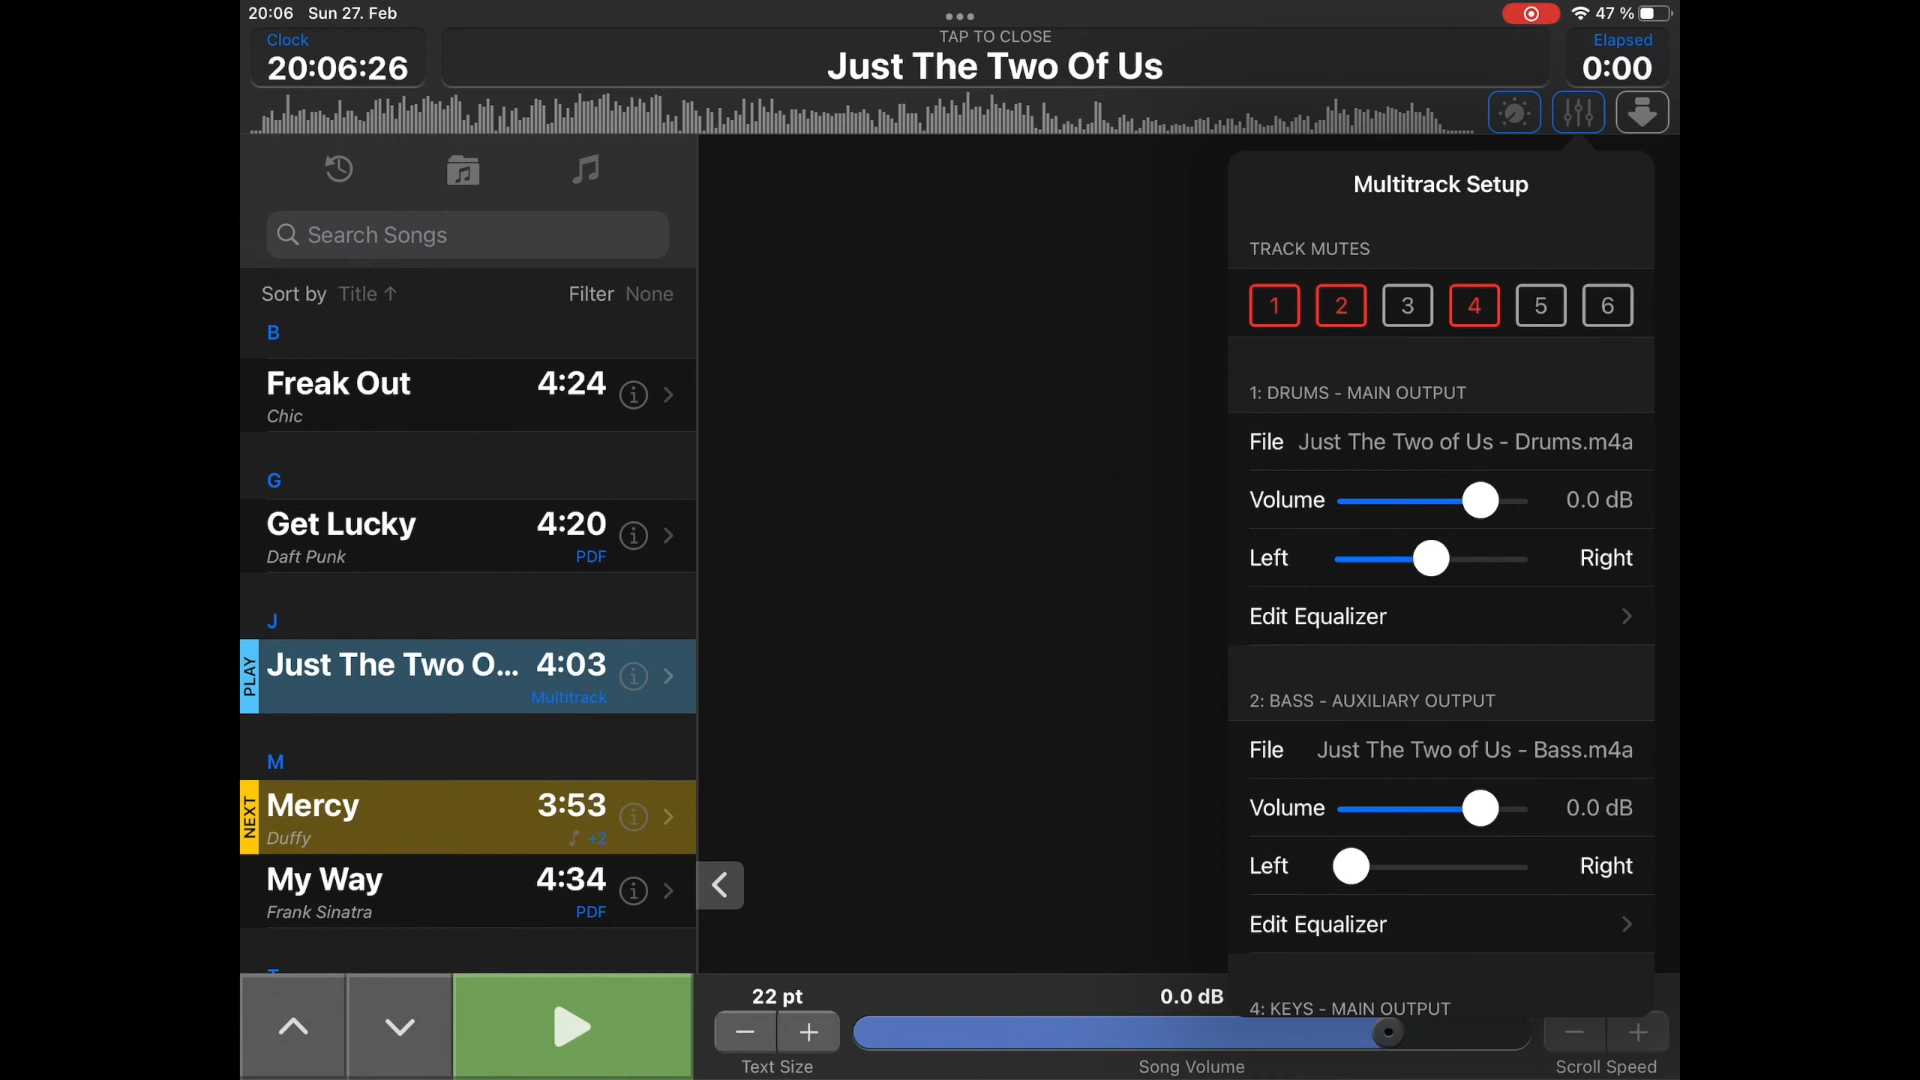 20:06 Sun 27. Feb
47 %
Clock
20:06:26
TAP TO CLOSE
Just The Two Of Us
Elapsed
0:00
Search Songs
Sort by Title ↑ Filter None
B
Freak Out 4:24
Chic
G
Get Lucky 4:20
Daft Punk PDF
J
PLAY
Just The Two O... 4:03
Multitrack
M
NEXT
Mercy 3:53
Duffy +2
My Way 4:34
Frank Sinatra PDF
T
Multitrack Setup
TRACK MUTES
1 2 3 4 5 6
1: DRUMS - MAIN OUTPUT
File Just The Two of Us - Drums.m4a
Volume 0.0 dB
Left Right
Edit Equalizer
2: BASS - AUXILIARY OUTPUT
File Just The Two of Us - Bass.m4a
Volume 0.0 dB
Left Right
Edit Equalizer
4: KEYS - MAIN OUTPUT
22 pt
0.0 dB
− +
− +
Text Size
Song Volume
Scroll Speed